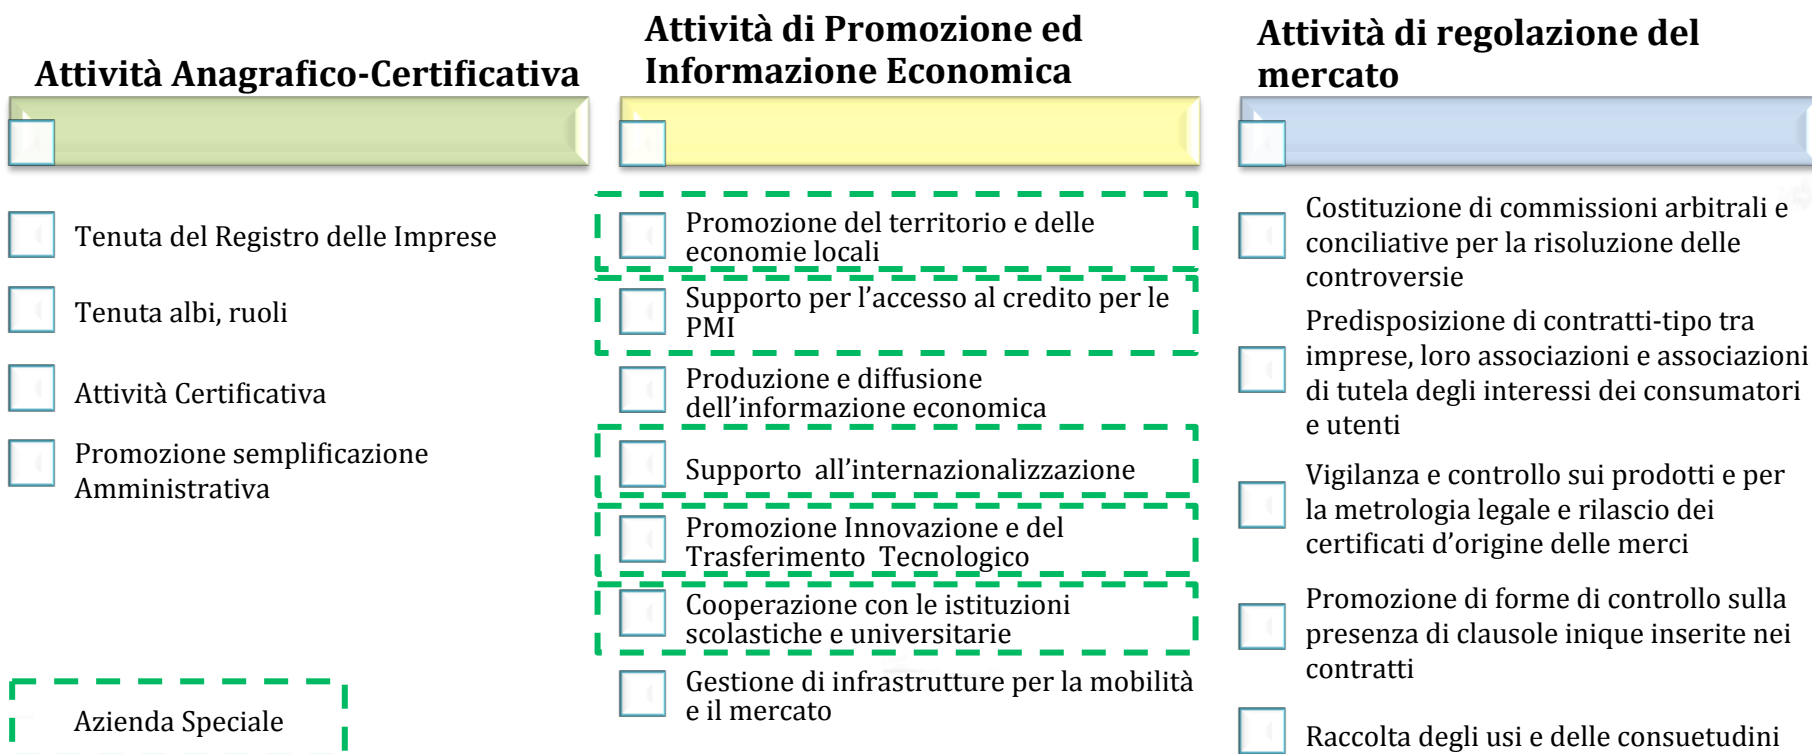 Attività Anagrafico-Certificativa
Tenuta del Registro delle Imprese
Tenuta albi, ruoli
Attività Certificativa
Promozione semplificazione
Amministrativa
Azienda Speciale
Attività di Promozione ed
Informazione Economica
Promozione del territorio e delle
economie locali
Supporto per l’accesso al credito per le
PMI
Produzione e diffusione
dell’informazione economica
Supporto all’internazionalizzazione
Promozione Innovazione e del
Trasferimento Tecnologico
Cooperazione con le istituzioni
scolastiche e universitarie
Gestione di infrastrutture per la mobilità
e il mercato
Attività di regolazione del
mercato
Costituzione di commissioni arbitrali e
conciliative per la risoluzione delle
controversie
Predisposizione di contratti-tipo tra
imprese, loro associazioni e associazioni
di tutela degli interessi dei consumatori
e utenti
Vigilanza e controllo sui prodotti e per
la metrologia legale e rilascio dei
certificati d’origine delle merci
Promozione di forme di controllo sulla
presenza di clausole inique inserite nei
contratti
Raccolta degli usi e delle consuetudini